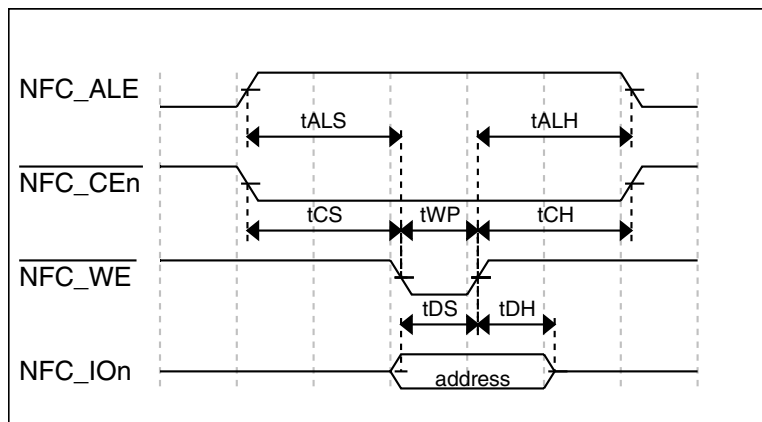 NFC_ALE
tALS tALH
NFC_CEn
tCS tWP tCH
NFC_WE
tDS tDH
NFC_IOn address